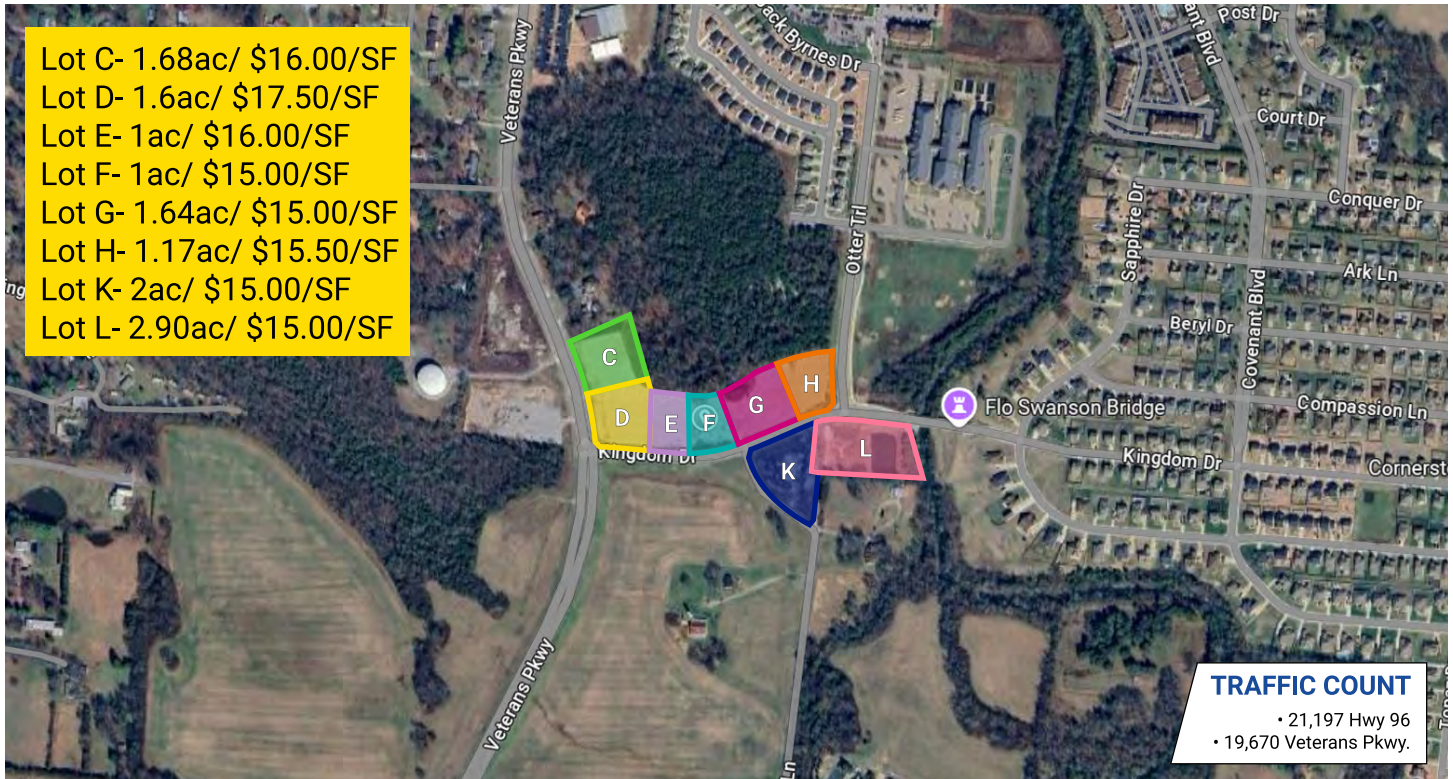 Lot C- 1.68ac/ $16.00/SF
Lot D- 1.6ac/ $17.50/SF
Lot E- 1ac/ $16.00/SF
Lot F- 1ac/ $15.00/SF
Lot G- 1.64ac/ $15.00/SF
Lot H- 1.17ac/ $15.50/SF
Lot K- 2ac/ $15.00/SF
Lot L- 2.90ac/ $15.00/SF
Veterans Pkwy
Byrnes Dr
Post Dr
Blvd
Court Dr
Conquer Dr
Sapphire Dr
Otter Trl
Ark Ln
Covenant Blvd
Beryl Dr
C
H
D
E
F
G
Compassion Ln
Flo Swanson Bridge
Kingdom Dr
L
K
Kingdom Dr
Veterans Pkwy
Ln
TRAFFIC COUNT
• 21,197 Hwy 96
• 19,670 Veterans Pkwy.